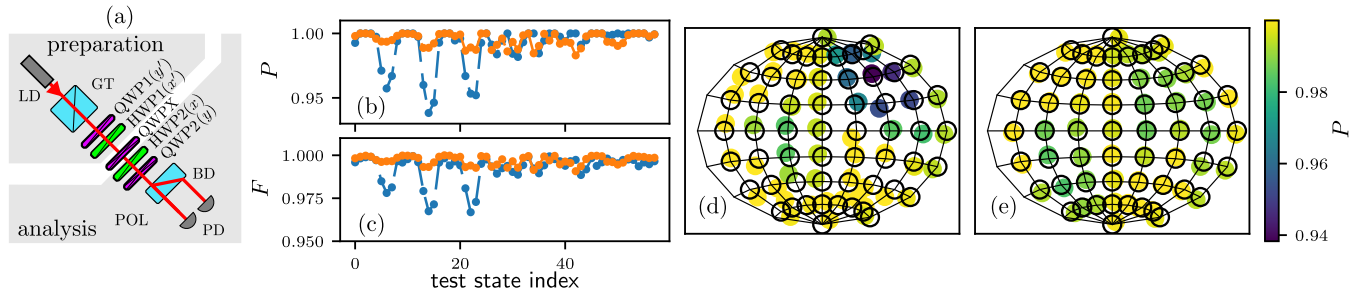 (a)
preparation
LD
GT
QWP1(y')
HWP1(x')
QWPX
HWP2(x)
QWP2(y)
BD
POL
PD
analysis
P
1.00
0.95
(b)
F
1.000
0.975
0.950
(c)
0
20
40
test state index
(d)
(e)
0.98
0.96
0.94
P